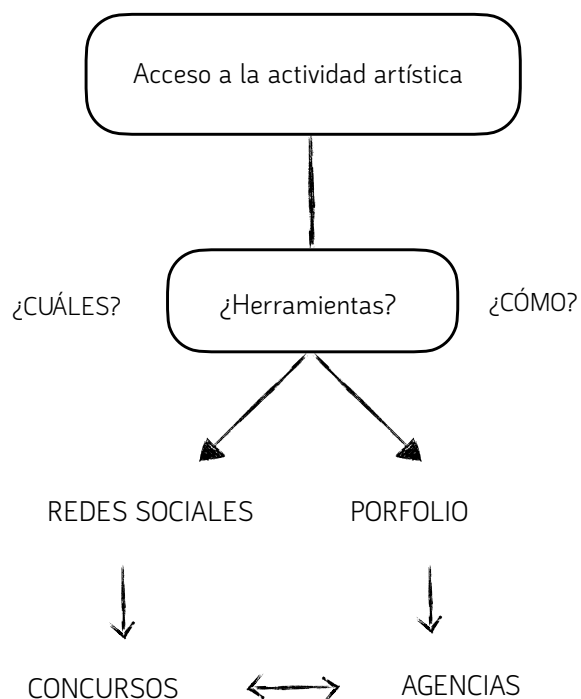 Acceso a la actividad artística
¿CUÁLES?
¿Herramientas?
¿CÓMO?
REDES SOCIALES
PORFOLIO
CONCURSOS
AGENCIAS